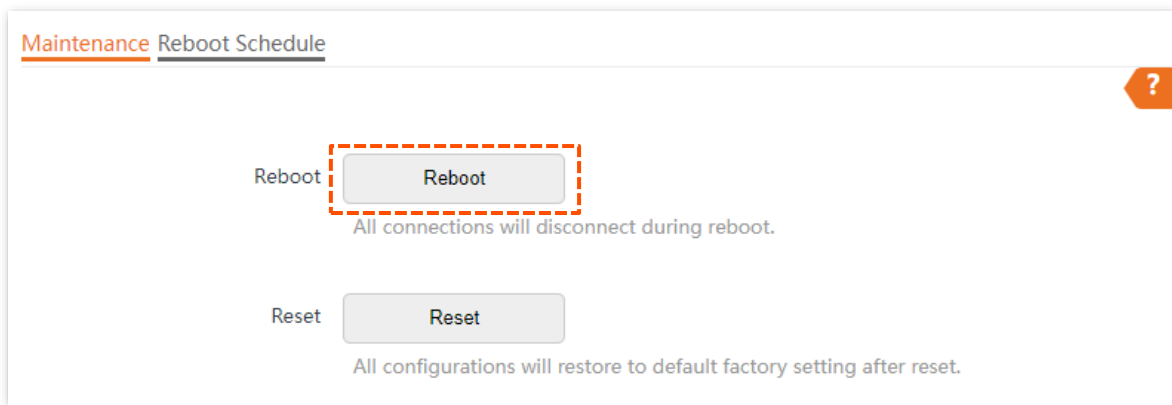 Maintenance Reboot Schedule
?
Reboot Reboot
All connections will disconnect during reboot.
Reset Reset
All configurations will restore to default factory setting after reset.